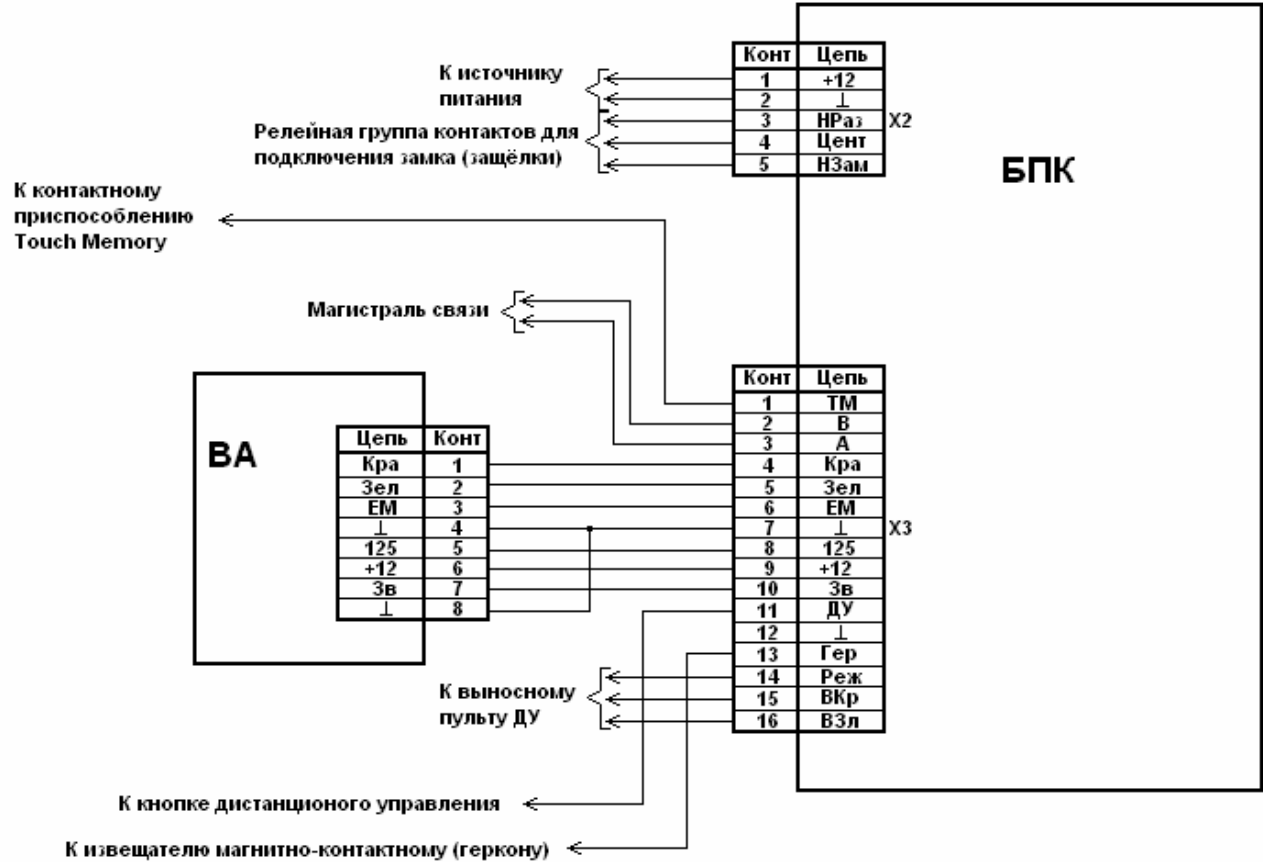 Конт Цепь
1 +12
2 ⊥
3 НРаз
4 Цент
5 НЗам
X2
БПК
К источнику
питания
Релейная группа контактов для
подключения замка (защёлки)
К контактному
приспособлению
Touch Memory
Магистраль связи
ВА
Цепь Конт
Кра 1
Зел 2
ЕМ 3
⊥ 4
125 5
+12 6
Зв 7
⊥ 8
Конт Цепь
1 ТМ
2 В
3 А
4 Кра
5 Зел
6 ЕМ
7 ⊥
8 125
9 +12
10 Зв
11 ДУ
12 ⊥
13 Гер
14 Реж
15 ВКр
16 ВЗл
X3
К выносному
пульту ДУ
К кнопке дистанционого управления
К извещателю магнитно-контактному (геркону)